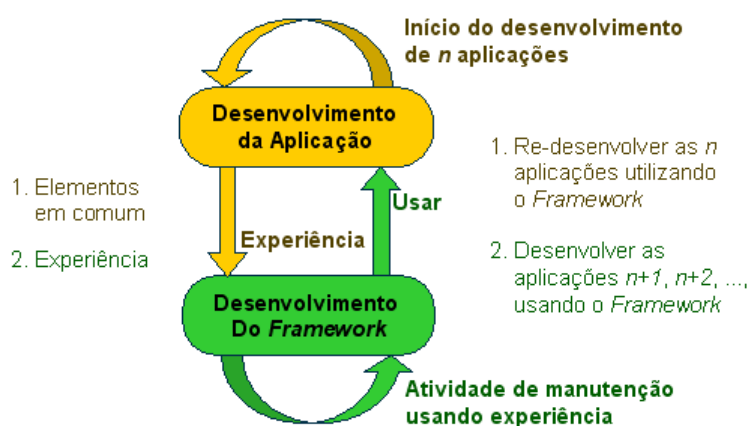 Início do desenvolvimento
de n aplicações
Desenvolvimento
da Aplicação
1. Elementos
em comum
2. Experiência
Experiência
Usar
1. Re-desenvolver as n
aplicações utilizando
o Framework
2. Desenvolver as
aplicações n+1, n+2, ...,
usando o Framework
Desenvolvimento
Do Framework
Atividade de manutenção
usando experiência